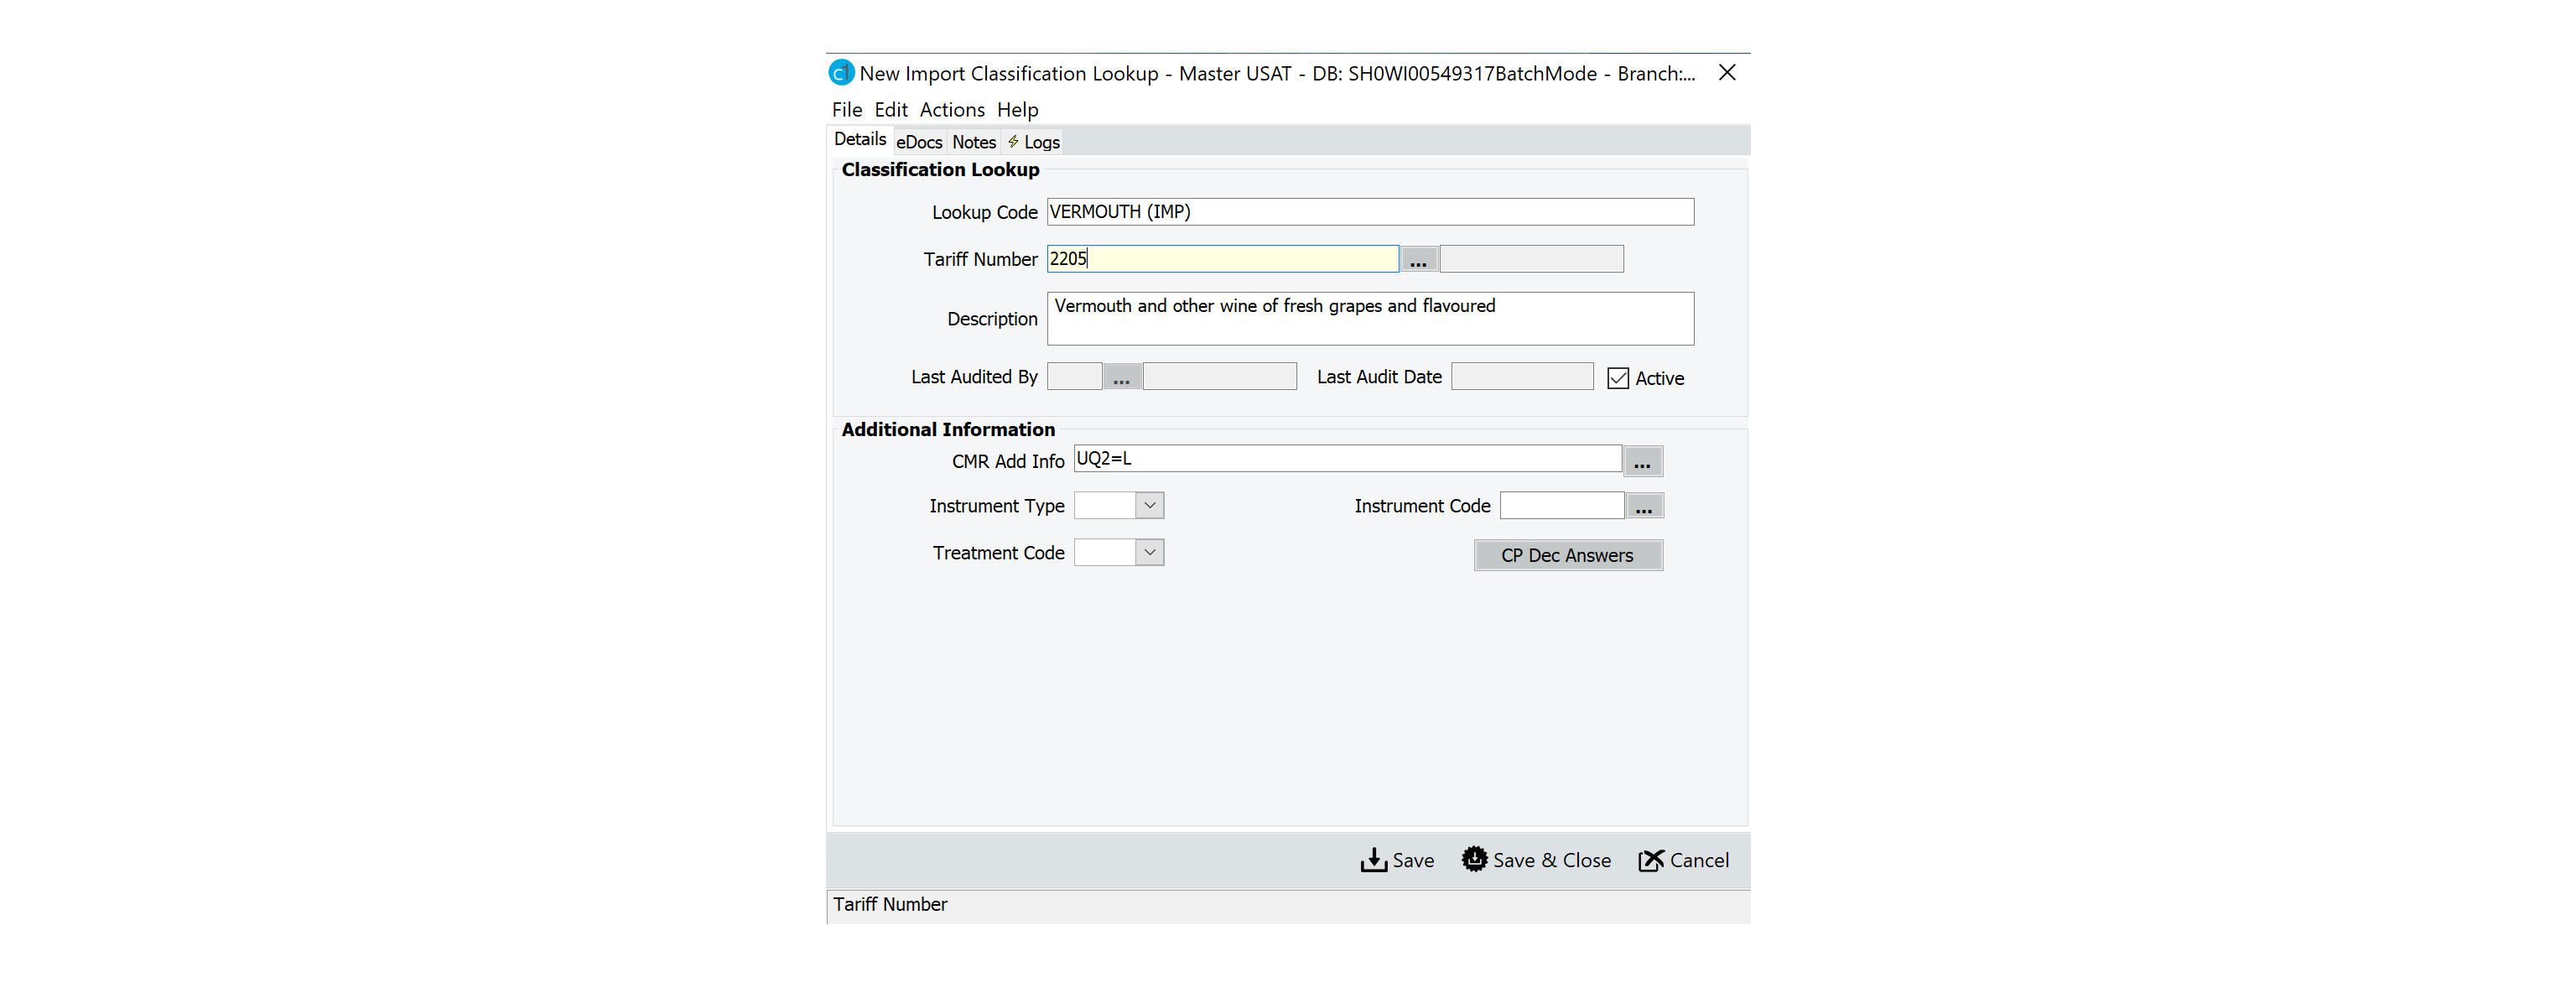 New Import Classification Lookup - Master USAT - DB: SH0WI00549317BatchMode - Branch:...
File Edit Actions Help
Details eDocs Notes Logs
Classification Lookup
Lookup Code VERMOUTH (IMP)
Tariff Number 2205 ...
Description Vermouth and other wine of fresh grapes and flavoured
Last Audited By ... Last Audit Date Active
Additional Information
CMR Add Info UQ2=L ...
Instrument Type Instrument Code ...
Treatment Code CP Dec Answers
Save Save & Close Cancel
Tariff Number